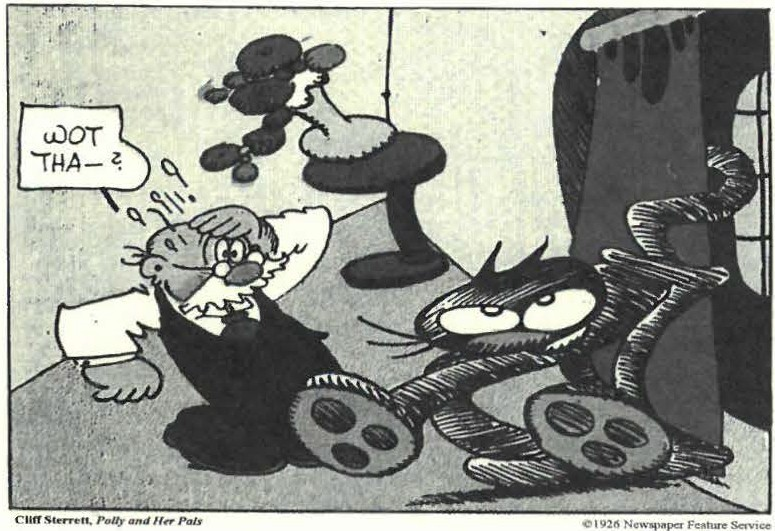 WOT
THA—?
Cliff Sterrett, Polly and Her Pals
©1926 Newspaper Feature Service